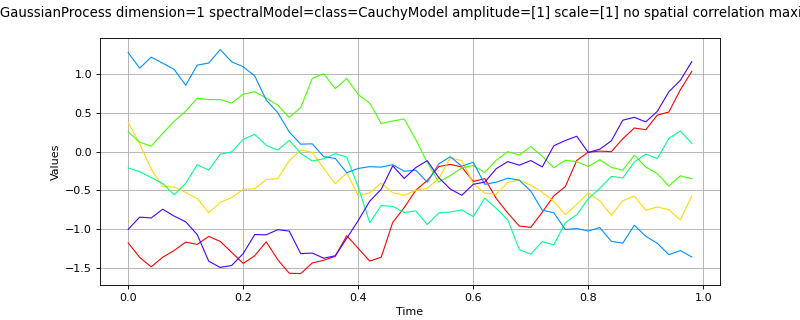 GaussianProcess dimension=1 spectralModel=class=CauchyModel amplitude=[1] scale=[1] no spatial correlation maxi
1.0
0.5
0.0
−0.5
−1.0
−1.5
Values
0.0 0.2 0.4 0.6 0.8 1.0
Time